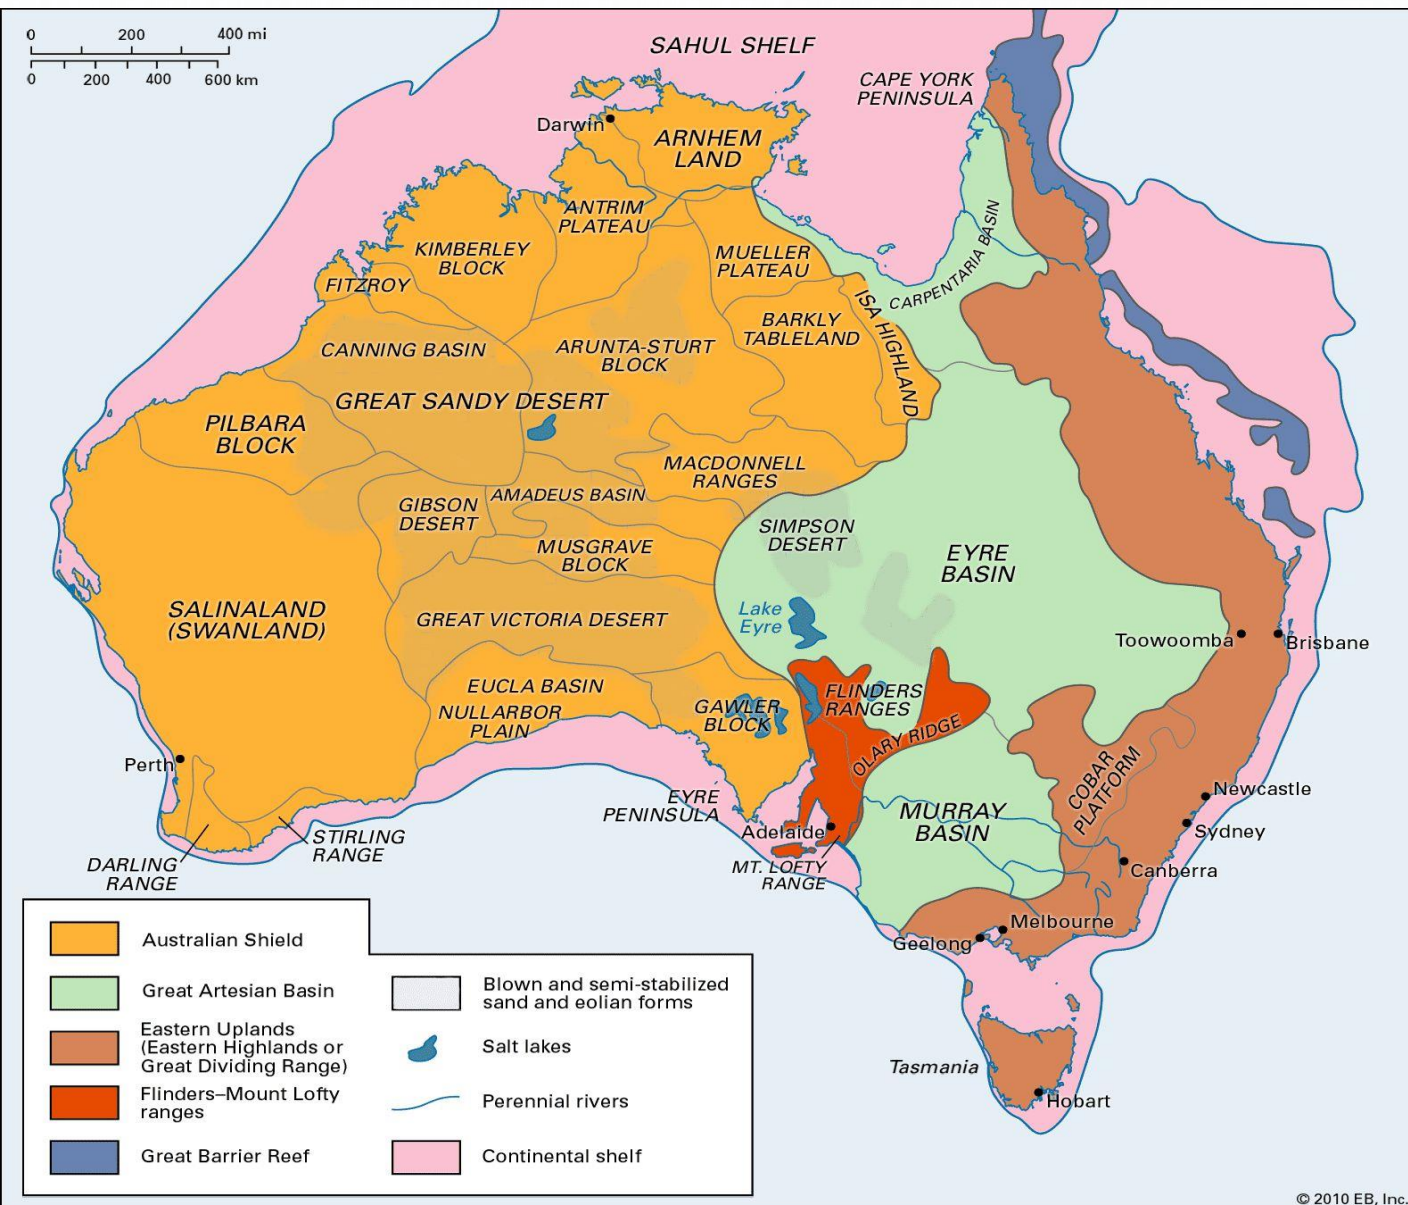 0 200 400 mi
0 200 400 600 km
SAHUL SHELF
CAPE YORK
PENINSULA
Darwin
ARNHEM
LAND
ANTRIM
PLATEAU
KIMBERLEY
BLOCK
MUELLER
PLATEAU
CARPENTARIA BASIN
FITZROY
ISA HIGHLAND
BARKLY
TABLELAND
CANNING BASIN
ARUNTA-STURT
BLOCK
GREAT SANDY DESERT
PILBARA
BLOCK
MACDONNELL
RANGES
AMADEUS BASIN
GIBSON
DESERT
SIMPSON
DESERT
MUSGRAVE
BLOCK
EYRE
BASIN
SALINALAND
(SWANLAND)
GREAT VICTORIA DESERT
Lake
Eyre
Toowoomba
Brisbane
EUCLA BASIN
NULLARBOR
PLAIN
GAWLER
BLOCK
FLINDERS
RANGES
OLARY RIDGE
COBAR
PLATFORM
Perth
EYRE
PENINSULA
MURRAY
BASIN
Newcastle
Sydney
Adelaide
STIRLING
RANGE
DARLING
RANGE
MT. LOFTY
RANGE
Canberra
Melbourne
Geelong
Tasmania
Hobart
Australian Shield
Great Artesian Basin
Eastern Uplands
(Eastern Highlands or
Great Dividing Range)
Flinders–Mount Lofty
ranges
Great Barrier Reef
Blown and semi-stabilized
sand and eolian forms
Salt lakes
Perennial rivers
Continental shelf
© 2010 EB, Inc.